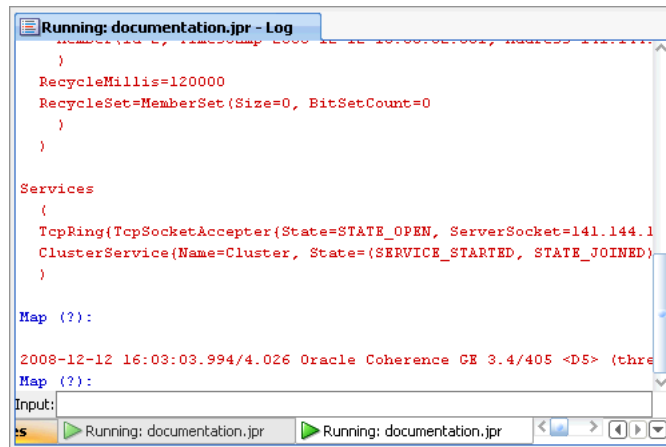 Running: documentation.jpr - Log
)
RecycleMillis=120000
RecycleSet=MemberSet(Size=0, BitSetCount=0
)
)
Services
(
TcpRing{TcpSocketAccepter{State=STATE_OPEN, ServerSocket=141.144.1
ClusterService{Name=Cluster, State=(SERVICE_STARTED, STATE_JOINED)
)
Map (?):
2008-12-12 16:03:03.994/4.026 Oracle Coherence GE 3.4/405 <D5> (thre
Map (?):
Input:
es Running: documentation.jpr Running: documentation.jpr